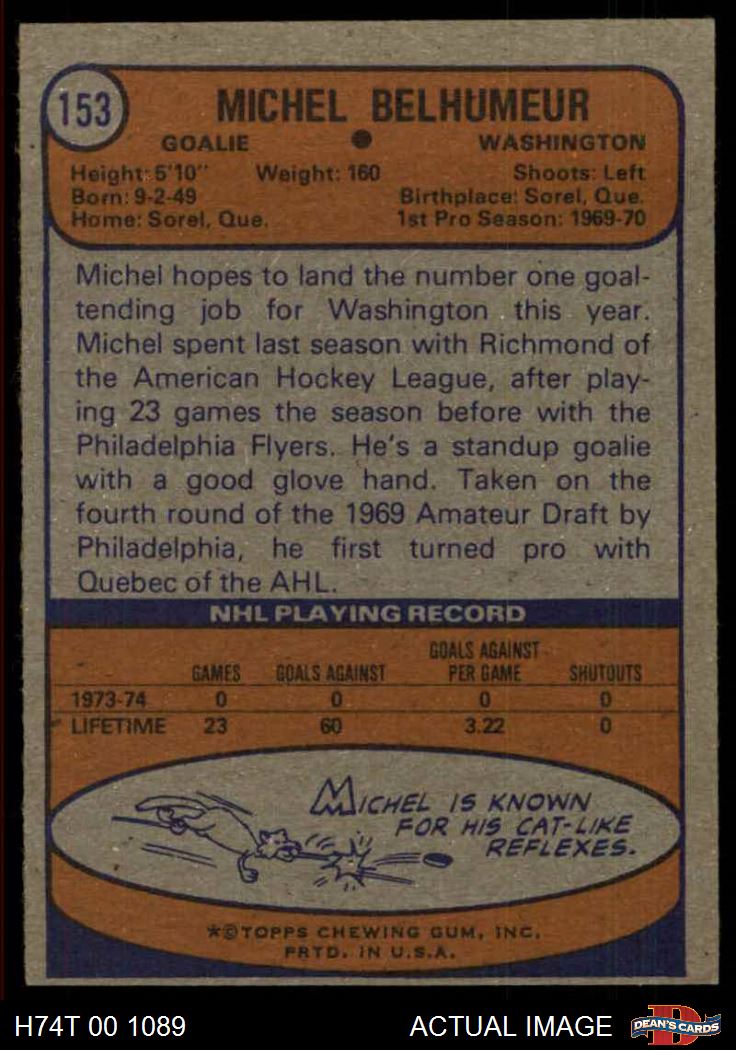 153
MICHEL BELHUMEUR
GOALIE ● WASHINGTON
Height: 5'10" Weight: 160 Shoots: Left
Born: 9-2-49 Birthplace: Sorel, Que.
Home: Sorel, Que. 1st Pro Season: 1969-70
Michel hopes to land the number one goal-
tending job for Washington this year.
Michel spent last season with Richmond of
the American Hockey League, after play-
ing 23 games the season before with the
Philadelphia Flyers. He's a standup goalie
with a good glove hand. Taken on the
fourth round of the 1969 Amateur Draft by
Philadelphia, he first turned pro with
Quebec of the AHL.
NHL PLAYING RECORD
GAMES GOALS AGAINST GOALS AGAINST PER GAME SHUTOUTS
1973-74 0 0 0 0
LIFETIME 23 60 3.22 0
MICHEL IS KNOWN
FOR HIS CAT-LIKE
REFLEXES.
*©TOPPS CHEWING GUM, INC.
PRTD. IN U.S.A.
H74T 00 1089 ACTUAL IMAGE DEAN'S CARDS